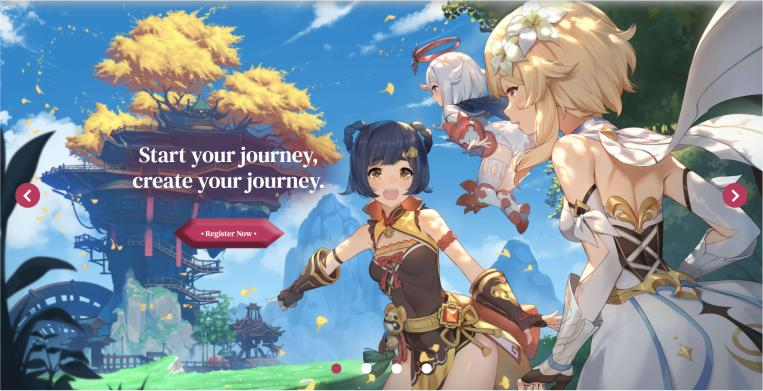 Start your journey,
create your journey.
• Register Now •